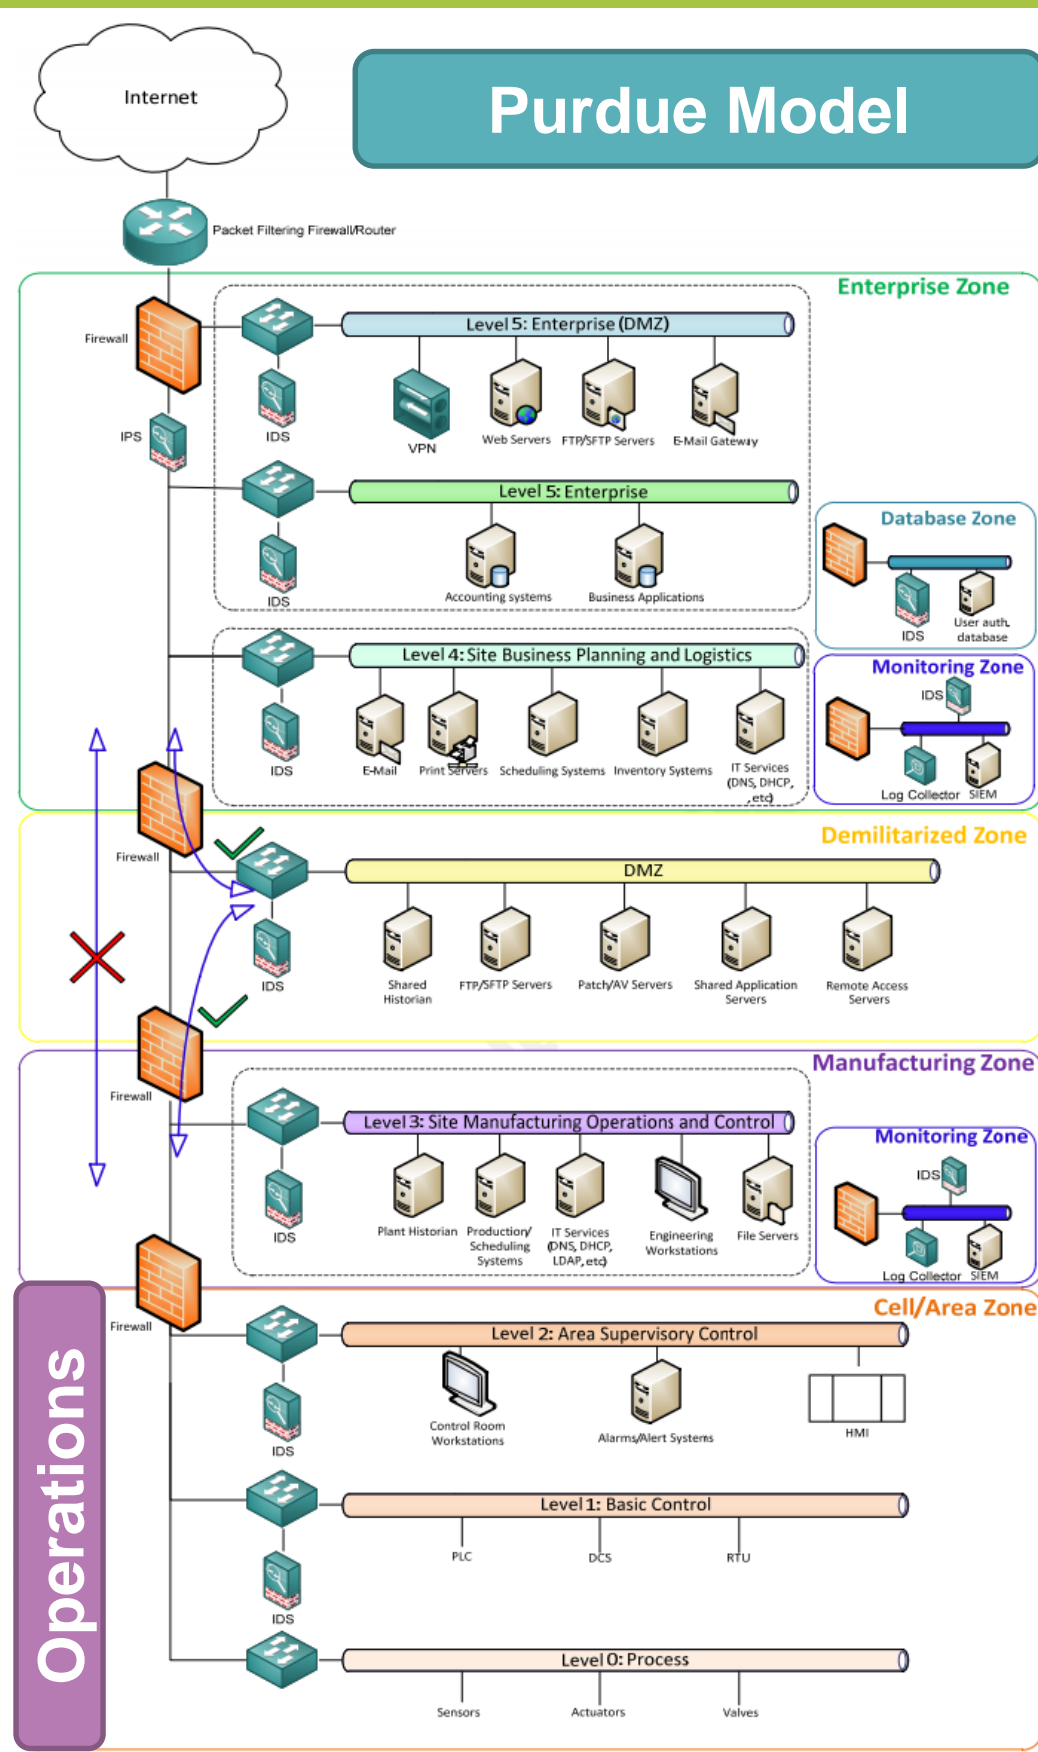 Internet
Purdue Model
Packet Filtering Firewall/Router
Enterprise Zone
Firewall
Level 5: Enterprise (DMZ)
IPS
IDS
VPN
Web Servers
FTP/SFTP Servers
E-Mail Gateway
Level 5: Enterprise
IDS
Accounting systems
Business Applications
Database Zone
IDS
User auth.
database
Level 4: Site Business Planning and Logistics
IDS
E-Mail
Print Servers
Scheduling Systems
Inventory Systems
IT Services
(DNS, DHCP,
, etc)
Monitoring Zone
IDS
Log Collector
SIEM
Firewall
Demilitarized Zone
DMZ
IDS
Shared
Historian
FTP/SFTP Servers
Patch/AV Servers
Shared Application
Servers
Remote Access
Servers
Firewall
Manufacturing Zone
Level 3: Site Manufacturing Operations and Control
IDS
Plant Historian
Production/
Scheduling
Systems
IT Services
(DNS, DHCP,
LDAP, etc)
Engineering
Workstations
File Servers
Monitoring Zone
IDS
Log Collector
SIEM
Firewall
Cell/Area Zone
Operations
Level 2: Area Supervisory Control
IDS
Control Room
Workstations
Alarms/Alert Systems
HMI
Level 1: Basic Control
IDS
PLC
DCS
RTU
Level 0: Process
Sensors
Actuators
Valves